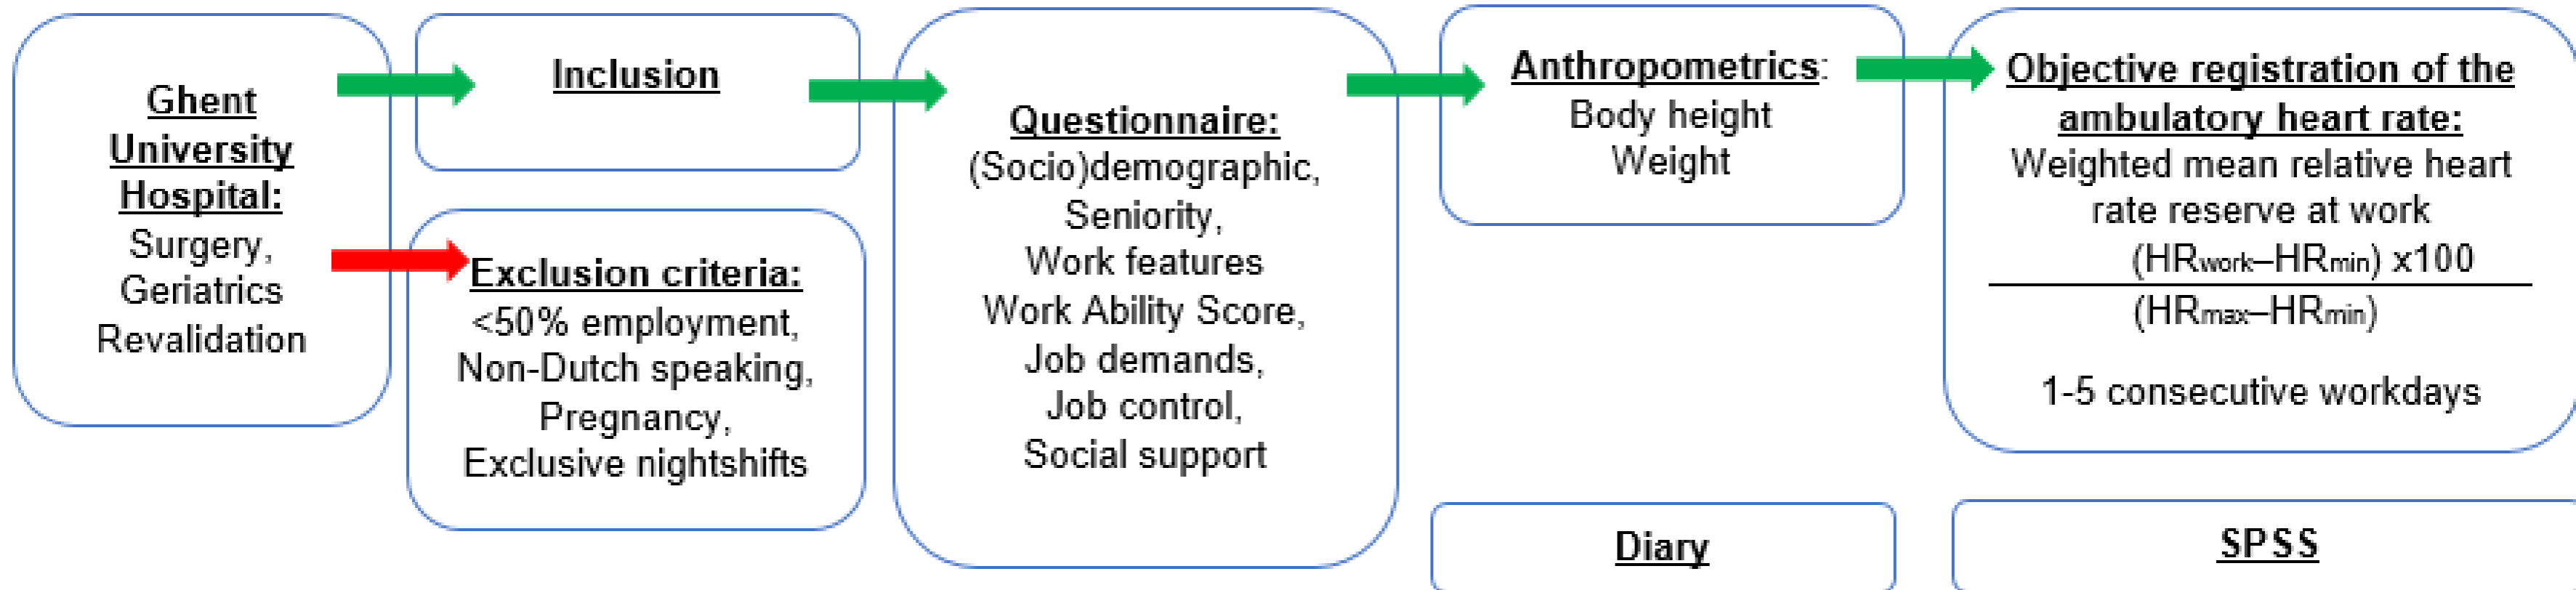 Ghent
University
Hospital:
Surgery,
Geriatrics
Revalidation
Inclusion
Exclusion criteria:
<50% employment,
Non-Dutch speaking,
Pregnancy,
Exclusive nightshifts
Questionnaire:
(Socio)demographic,
Seniority,
Work features
Work Ability Score,
Job demands,
Job control,
Social support
Anthropometrics:
Body height
Weight
Diary
Objective registration of the
ambulatory heart rate:
Weighted mean relative heart
rate reserve at work
(HRwork–HRmin) x100
(HRmax–HRmin)
1-5 consecutive workdays
SPSS